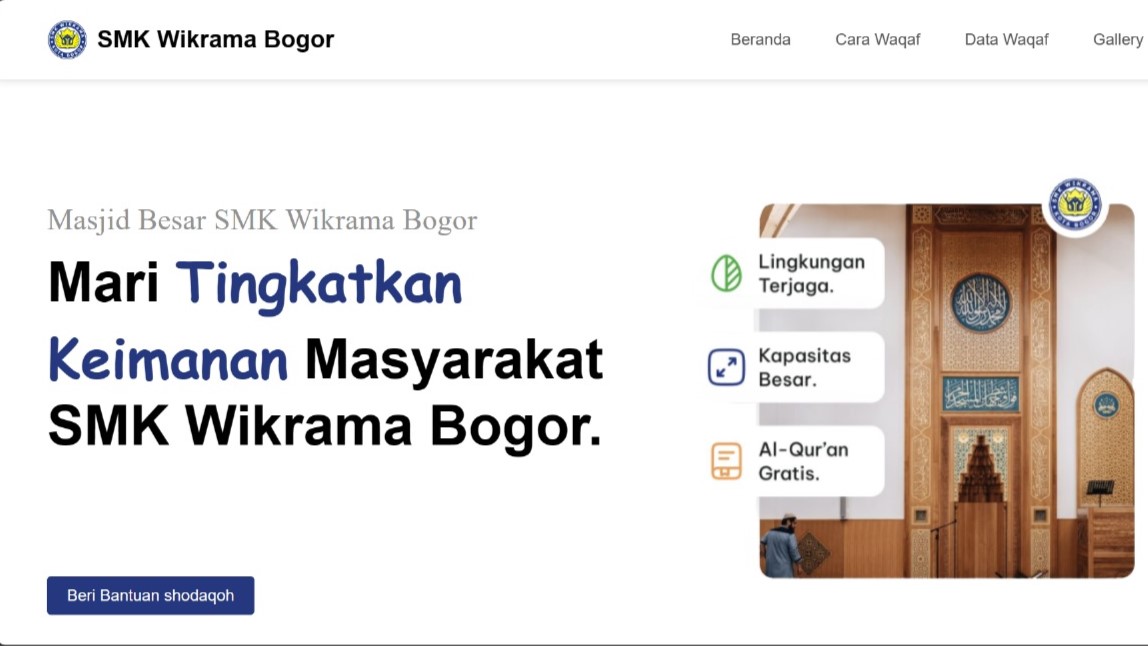 SMK Wikrama Bogor
Beranda
Cara Waqaf
Data Waqaf
Gallery
Masjid Besar SMK Wikrama Bogor
Mari Tingkatkan
Keimanan Masyarakat
SMK Wikrama Bogor.
Beri Bantuan shodaqoh
Lingkungan
Terjaga.
Kapasitas
Besar.
Al-Qur'an
Gratis.